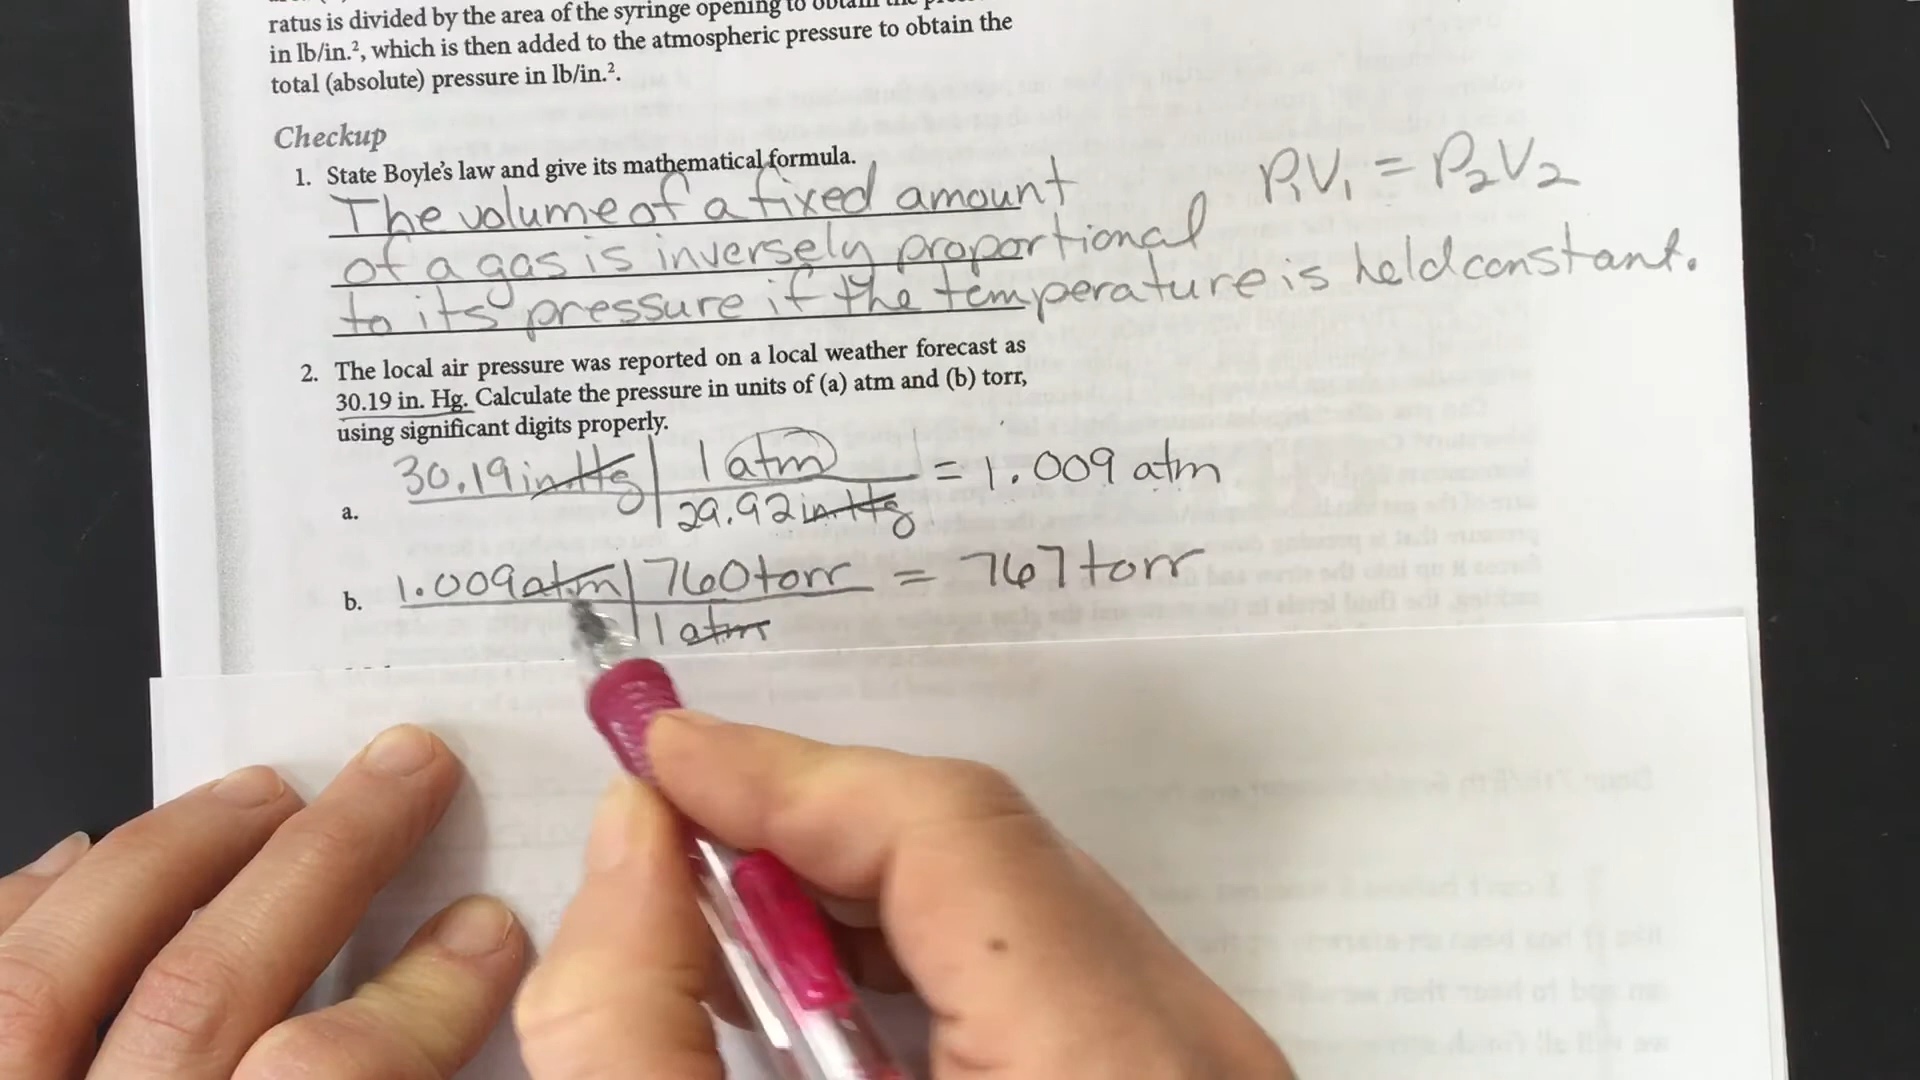 ratus is divided by the area of the syringe opening to obtain the
in lb/in.², which is then added to the atmospheric pressure to obtain the
total (absolute) pressure in lb/in.².
Checkup
1. State Boyle's law and give its mathematical formula.
P₁V₁ = P₂V₂
The volume of a fixed amount
of a gas is inversely proportional
to its pressure if the temperature is held constant.
2. The local air pressure was reported on a local weather forecast as
30.19 in. Hg. Calculate the pressure in units of (a) atm and (b) torr,
using significant digits properly.
a. 30.19 in. Hg | 1 atm = 1.009 atm
29.92 in. Hg
b. 1.009 atm | 760 torr = 767 torr
1 atm